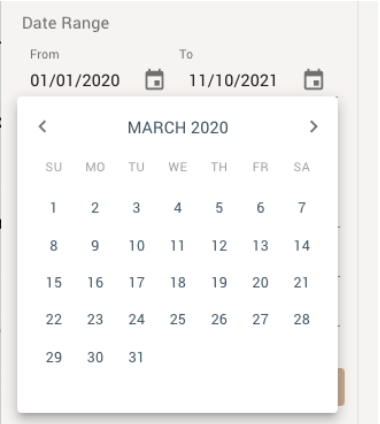 Date Range
From To
01/01/2020 11/10/2021
MARCH 2020
SU MO TU WE TH FR SA
1 2 3 4 5 6 7
8 9 10 11 12 13 14
15 16 17 18 19 20 21
22 23 24 25 26 27 28
29 30 31